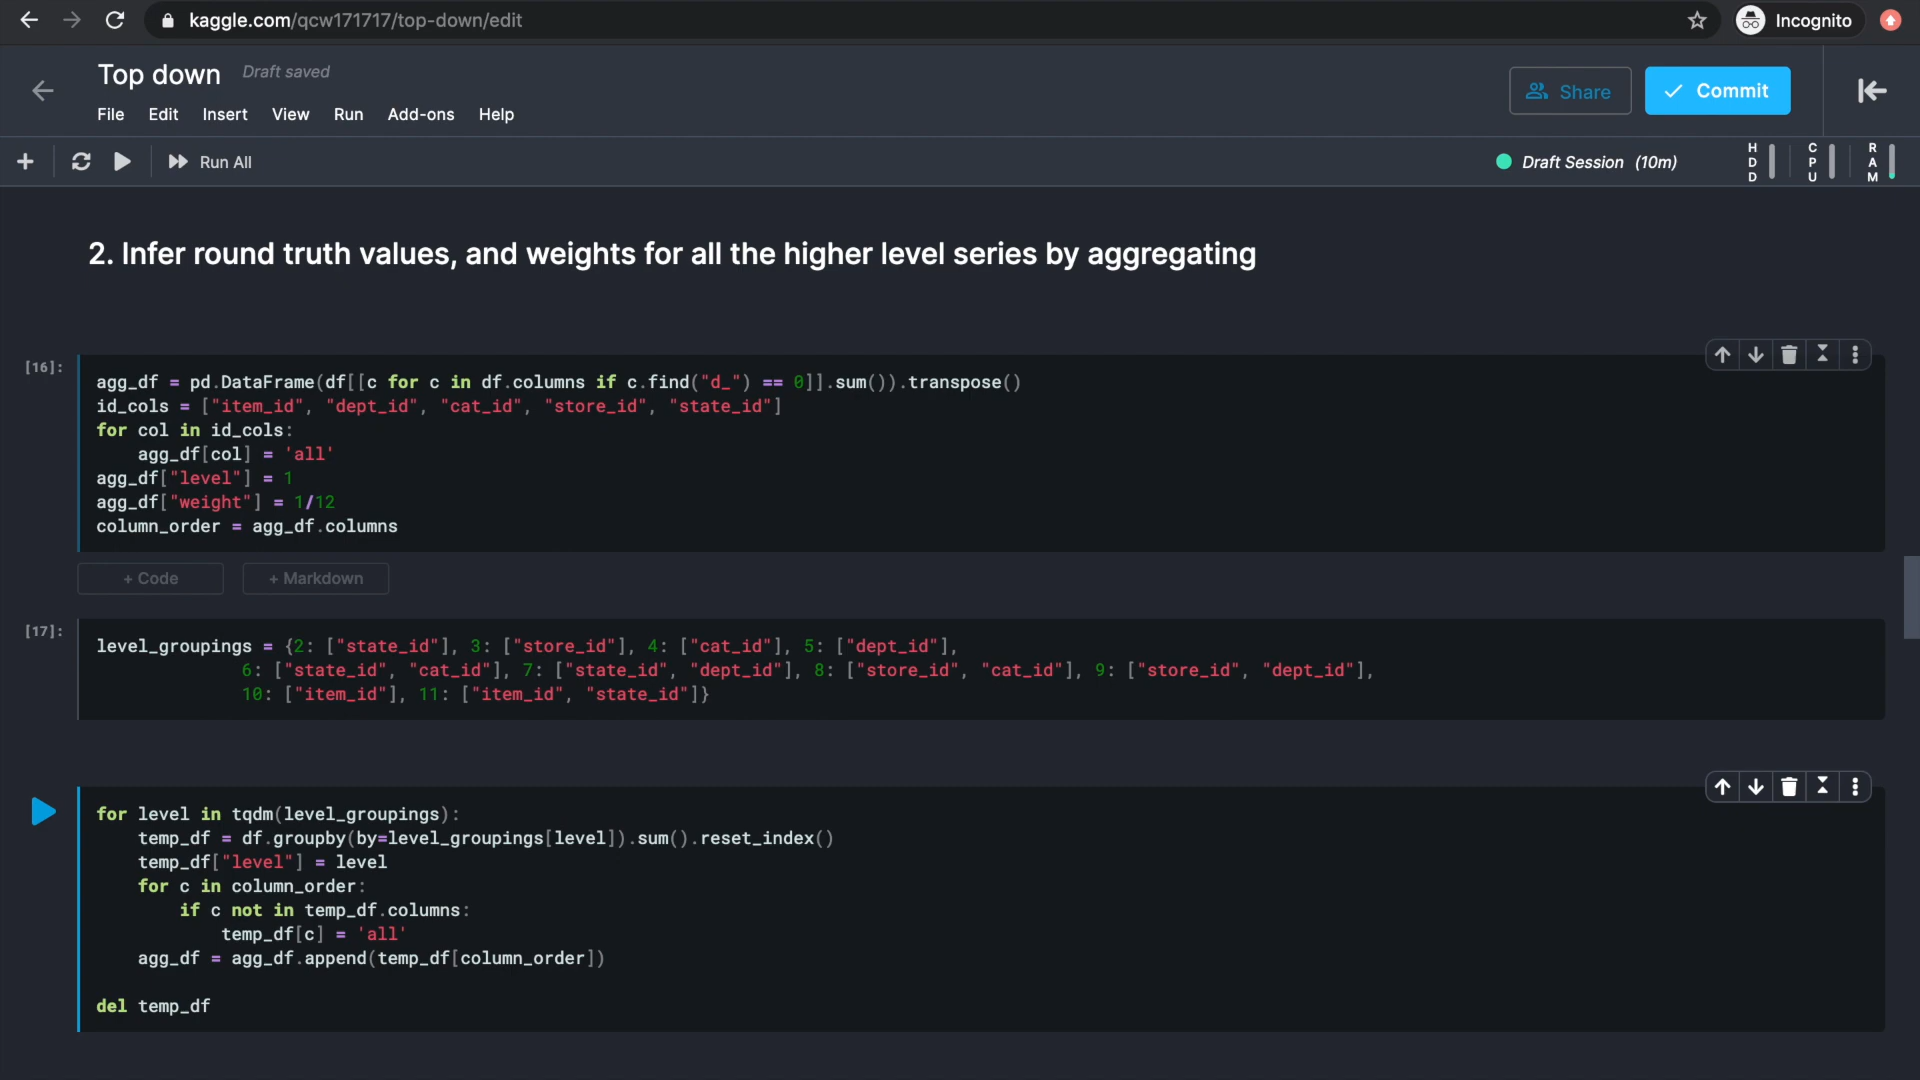 kaggle.com/qcw171717/top-down/edit
Incognito
Top down
Draft saved
File Edit Insert View Run Add-ons Help
Share
Commit
Run All
Draft Session (10m)
HDD
CPU
RAM
2. Infer round truth values, and weights for all the higher level series by aggregating
[16]:
agg_df = pd.DataFrame(df[[c for c in df.columns if c.find("d_") == 0]].sum()).transpose()
id_cols = ["item_id", "dept_id", "cat_id", "store_id", "state_id"]
for col in id_cols:
    agg_df[col] = 'all'
agg_df["level"] = 1
agg_df["weight"] = 1/12
column_order = agg_df.columns
+ Code
+ Markdown
[17]:
level_groupings = {2: ["state_id"], 3: ["store_id"], 4: ["cat_id"], 5: ["dept_id"],
              6: ["state_id", "cat_id"], 7: ["state_id", "dept_id"], 8: ["store_id", "cat_id"], 9: ["store_id", "dept_id"],
              10: ["item_id"], 11: ["item_id", "state_id"]}
for level in tqdm(level_groupings):
    temp_df = df.groupby(by=level_groupings[level]).sum().reset_index()
    temp_df["level"] = level
    for c in column_order:
        if c not in temp_df.columns:
            temp_df[c] = 'all'
    agg_df = agg_df.append(temp_df[column_order])
del temp_df